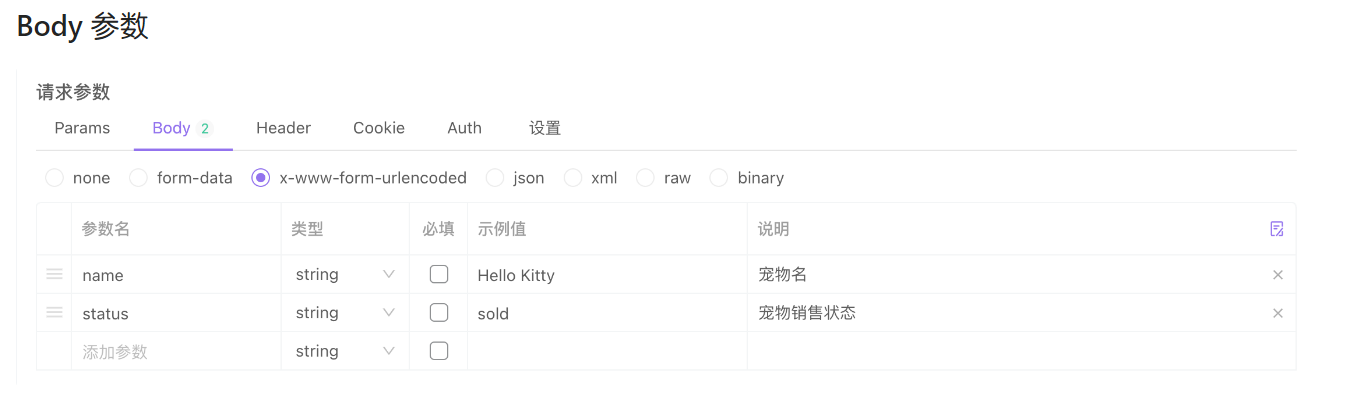 Body 参数
请求参数
Params Body 2 Header Cookie Auth 设置
none form-data x-www-form-urlencoded json xml raw binary
参数名 类型 必填 示例值 说明
name string Hello Kitty 宠物名
status string sold 宠物销售状态
添加参数 string